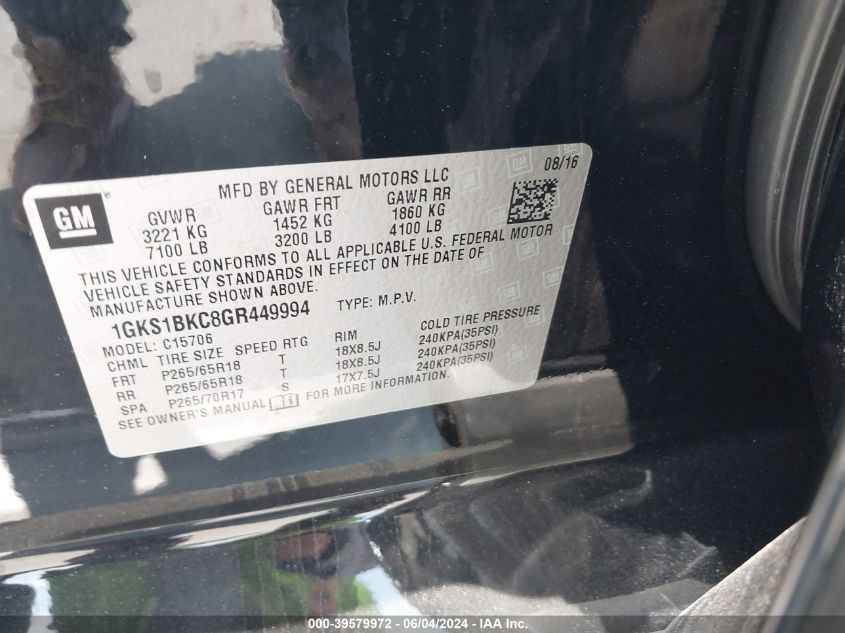 MFD BY GENERAL MOTORS LLC 08/16
GM
GVWR GAWR FRT GAWR RR
3221 KG 1452 KG 1860 KG
7100 LB 3200 LB 4100 LB
THIS VEHICLE CONFORMS TO ALL APPLICABLE U.S. FEDERAL MOTOR
VEHICLE SAFETY STANDARDS IN EFFECT ON THE DATE OF
MANUFACTURE SHOWN ABOVE.
1GKS1BKC8GR449994 TYPE: M.P.V.
MODEL: C15706
CHML TIRE SIZE SPEED RTG RIM COLD TIRE PRESSURE
FRT P265/65R18 T 18X8.5J 240KPA(35PSI)
RR P265/65R18 T 18X8.5J 240KPA(35PSI)
SPA P265/70R17 S 17X7.5J 240KPA(35PSI)
SEE OWNER'S MANUAL FOR MORE INFORMATION.
000-39579972 - 06/04/2024 - IAA Inc.